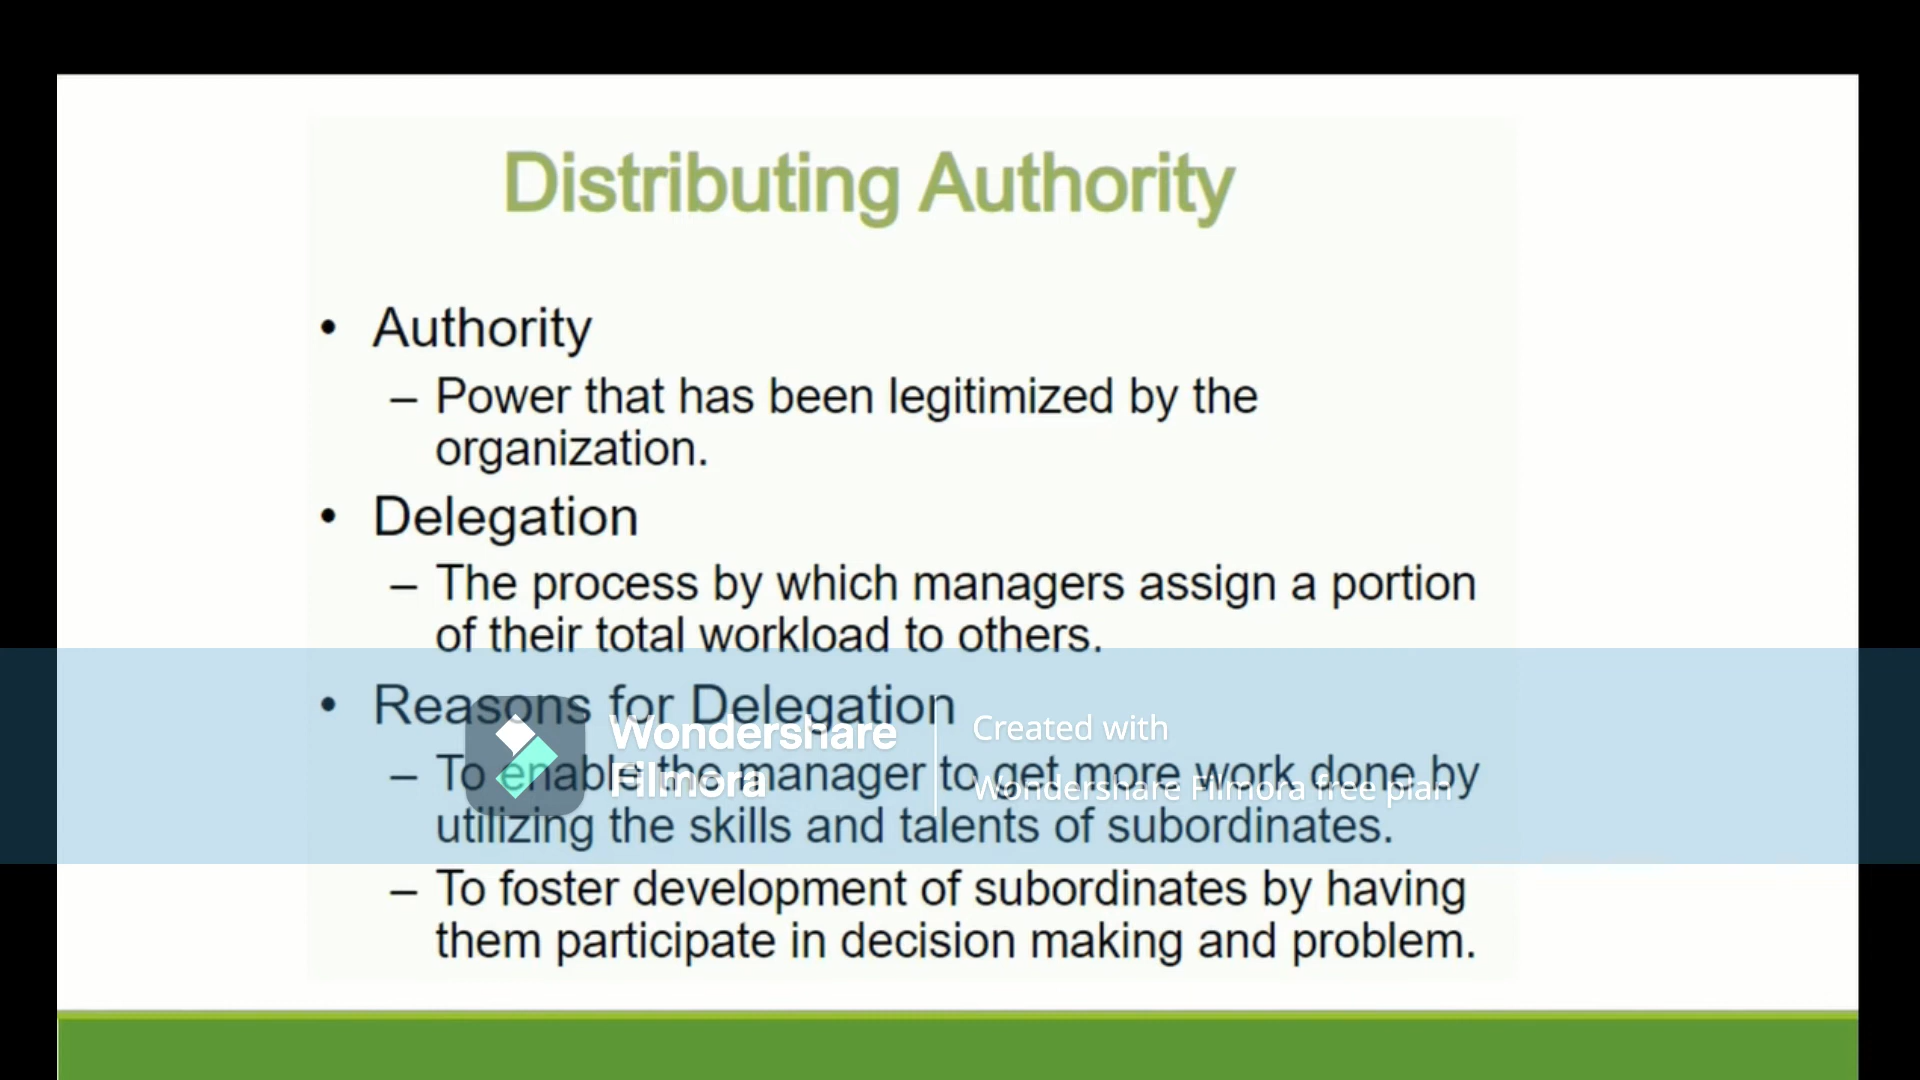 Distributing Authority
• Authority
– Power that has been legitimized by the
organization.
• Delegation
– The process by which managers assign a portion
of their total workload to others.
• Reasons for Delegation
– To enable the manager to get more work done by
utilizing the skills and talents of subordinates.
– To foster development of subordinates by having
them participate in decision making and problem.
Wondershare
Filmora
Created with
Wondershare Filmora free plan